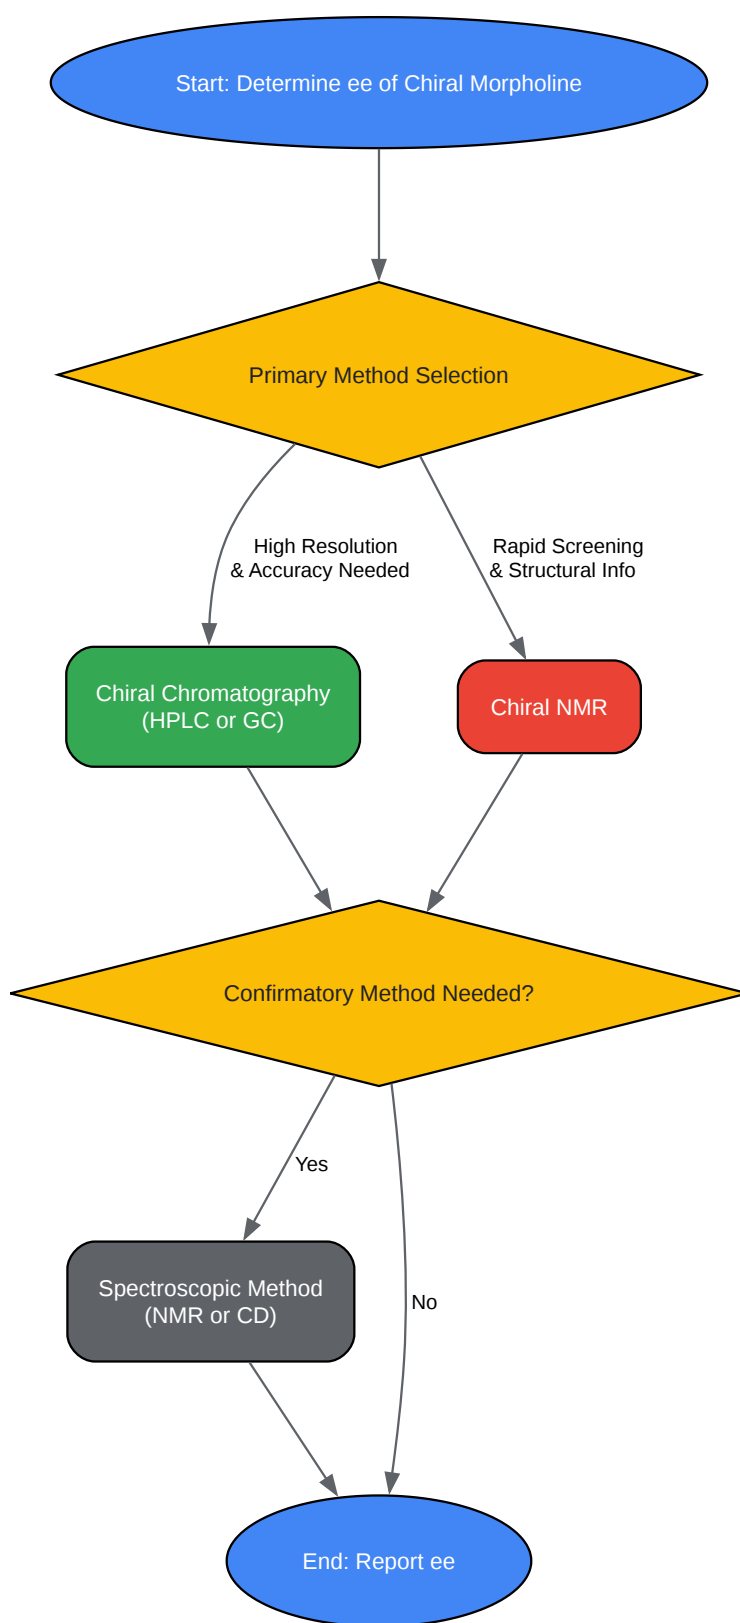 Start: Determine ee of Chiral Morpholine
Primary Method Selection
High Resolution
& Accuracy Needed
Rapid Screening
& Structural Info
Chiral Chromatography
(HPLC or GC)
Chiral NMR
Confirmatory Method Needed?
Yes
Spectroscopic Method
(NMR or CD)
No
End: Report ee